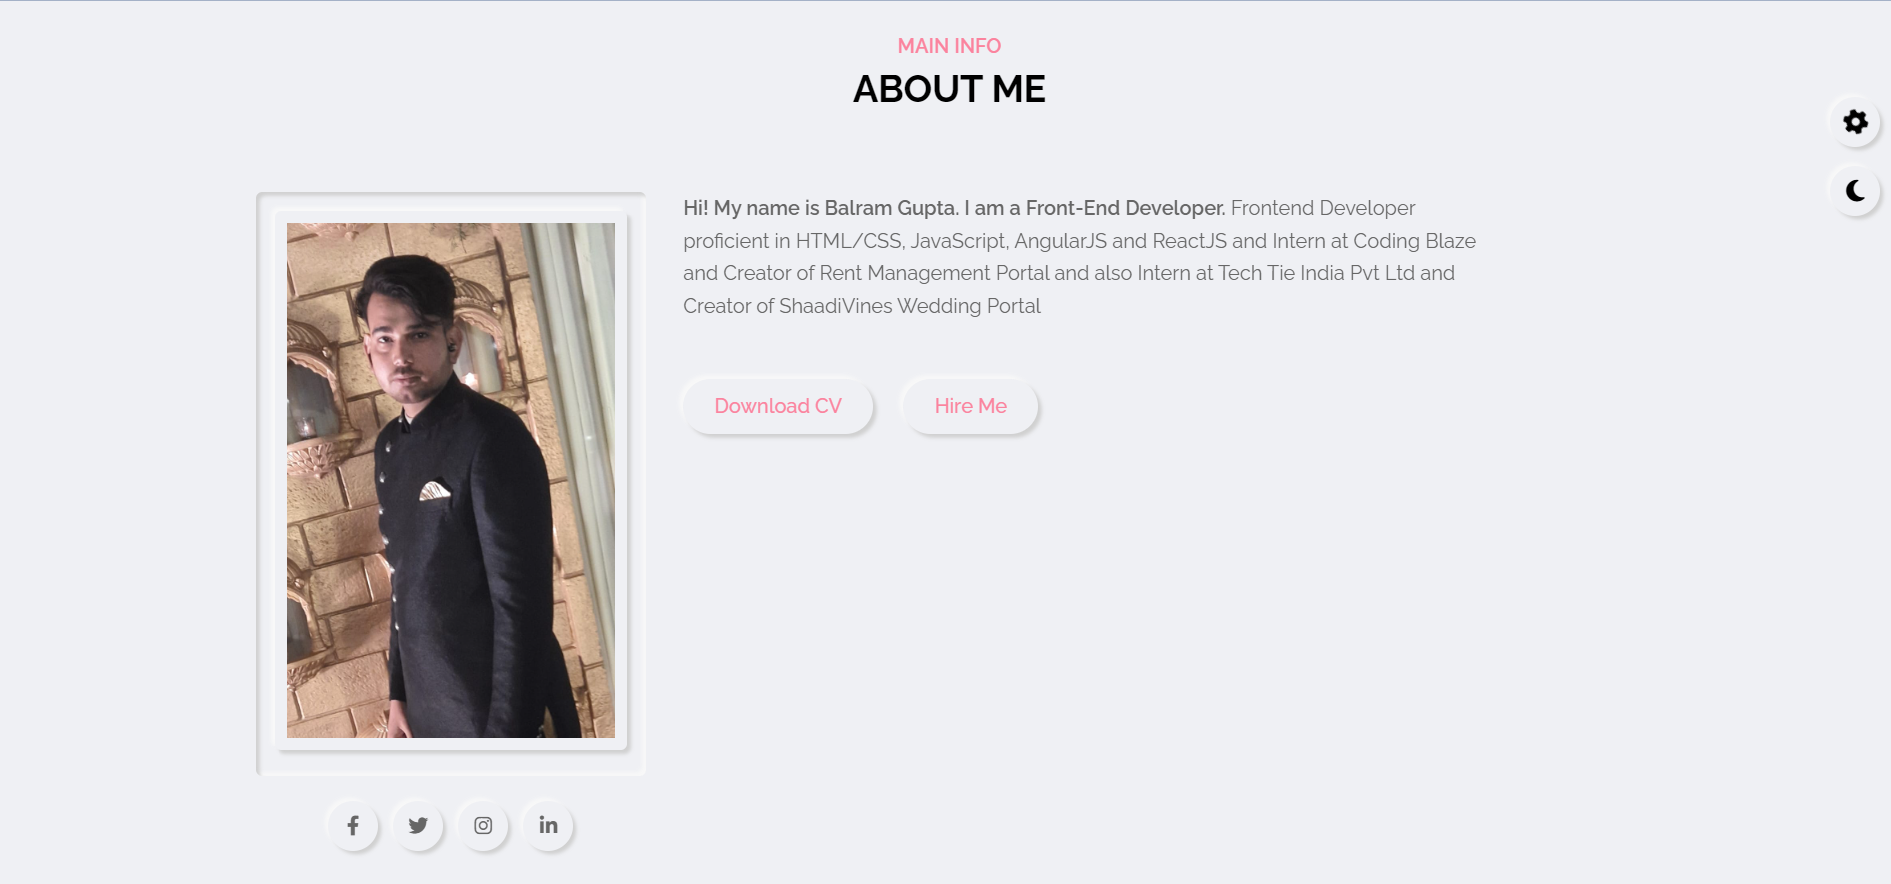 MAIN INFO
ABOUT ME
Hi! My name is Balram Gupta. I am a Front-End Developer. Frontend Developer
proficient in HTML/CSS, JavaScript, AngularJS and ReactJS and Intern at Coding Blaze
and Creator of Rent Management Portal and also Intern at Tech Tie India Pvt Ltd and
Creator of ShaadiVines Wedding Portal
Download CV
Hire Me